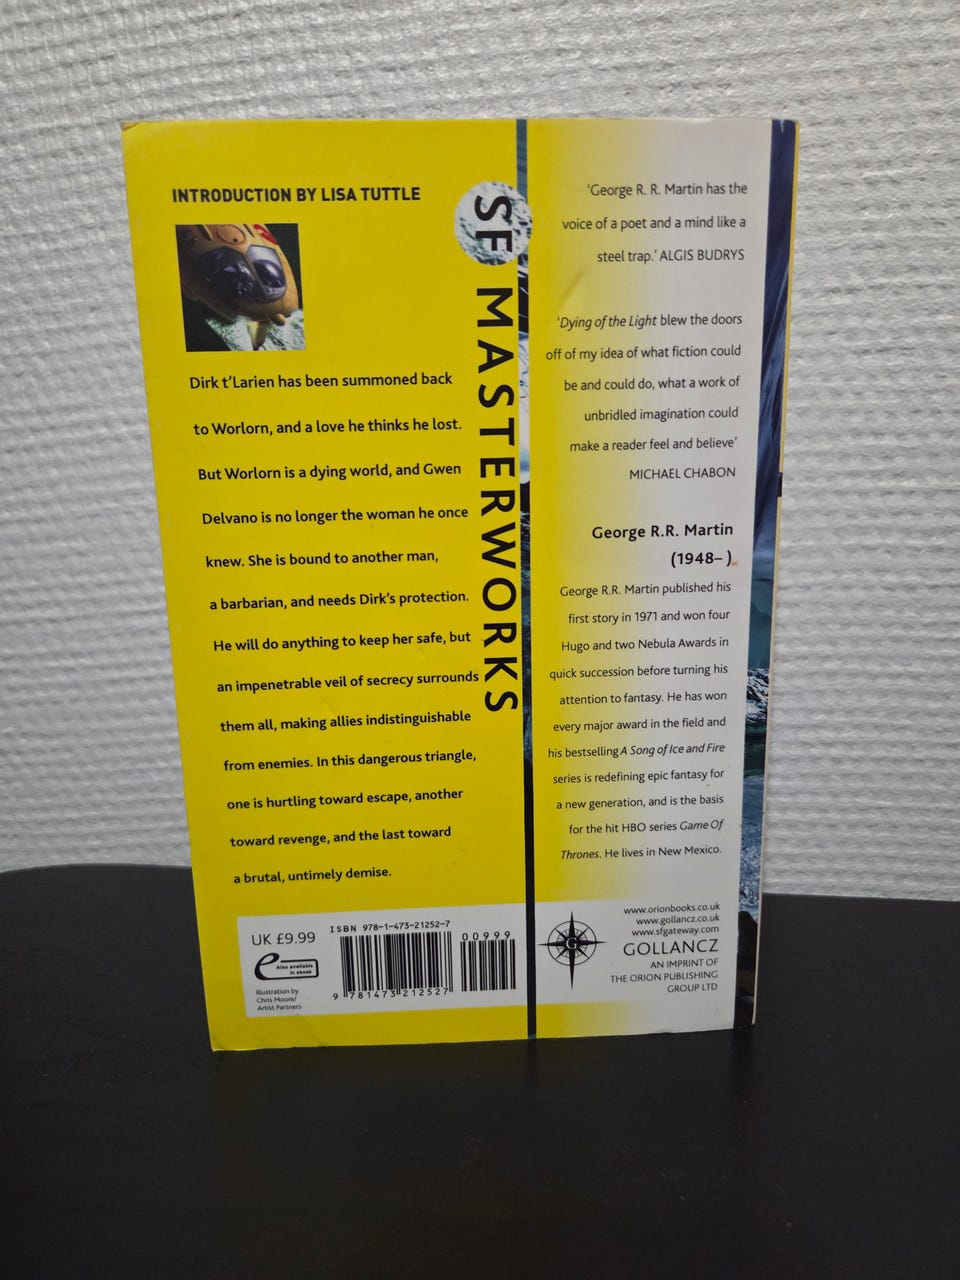 INTRODUCTION BY LISA TUTTLE
Dirk t'Larien has been summoned back
to Worlorn, and a love he thinks he lost.
But Worlorn is a dying world, and Gwen
Delvano is no longer the woman he once
knew. She is bound to another man,
a barbarian, and needs Dirk's protection.
He will do anything to keep her safe, but
an impenetrable veil of secrecy surrounds
them all, making allies indistinguishable
from enemies. In this dangerous triangle,
one is hurtling toward escape, another
toward revenge, and the last toward
a brutal, untimely demise.
SF MASTERWORKS
'George R. R. Martin has the
voice of a poet and a mind like a
steel trap.' ALGIS BUDRYS
'Dying of the Light blew the doors
off of my idea of what fiction could
be and could do, what a work of
unbridled imagination could
make a reader feel and believe'
MICHAEL CHABON
George R.R. Martin
(1948– )
George R.R. Martin published his
first story in 1971 and won four
Hugo and two Nebula Awards in
quick succession before turning his
attention to fantasy. He has won
every major award in the field and
his bestselling A Song of Ice and Fire
series is redefining epic fantasy for
a new generation, and is the basis
for the hit HBO series Game Of
Thrones. He lives in New Mexico.
UK £9.99
e
Also available
in ebook
Illustration by
Chris Moore/
Artist Partners
ISBN 978-1-473-21252-7
00999
9 781473 212527
G
www.orionbooks.co.uk
www.gollancz.co.uk
www.sfgateway.com
GOLLANCZ
AN IMPRINT OF
THE ORION PUBLISHING
GROUP LTD